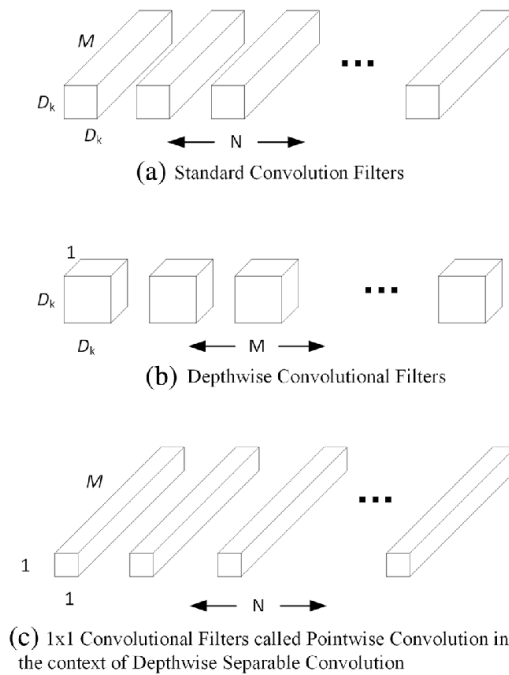 M
Dk
Dk
N
(a) Standard Convolution Filters
1
Dk
Dk
M
(b) Depthwise Convolutional Filters
M
1
1
N
(c) 1x1 Convolutional Filters called Pointwise Convolution in
the context of Depthwise Separable Convolution